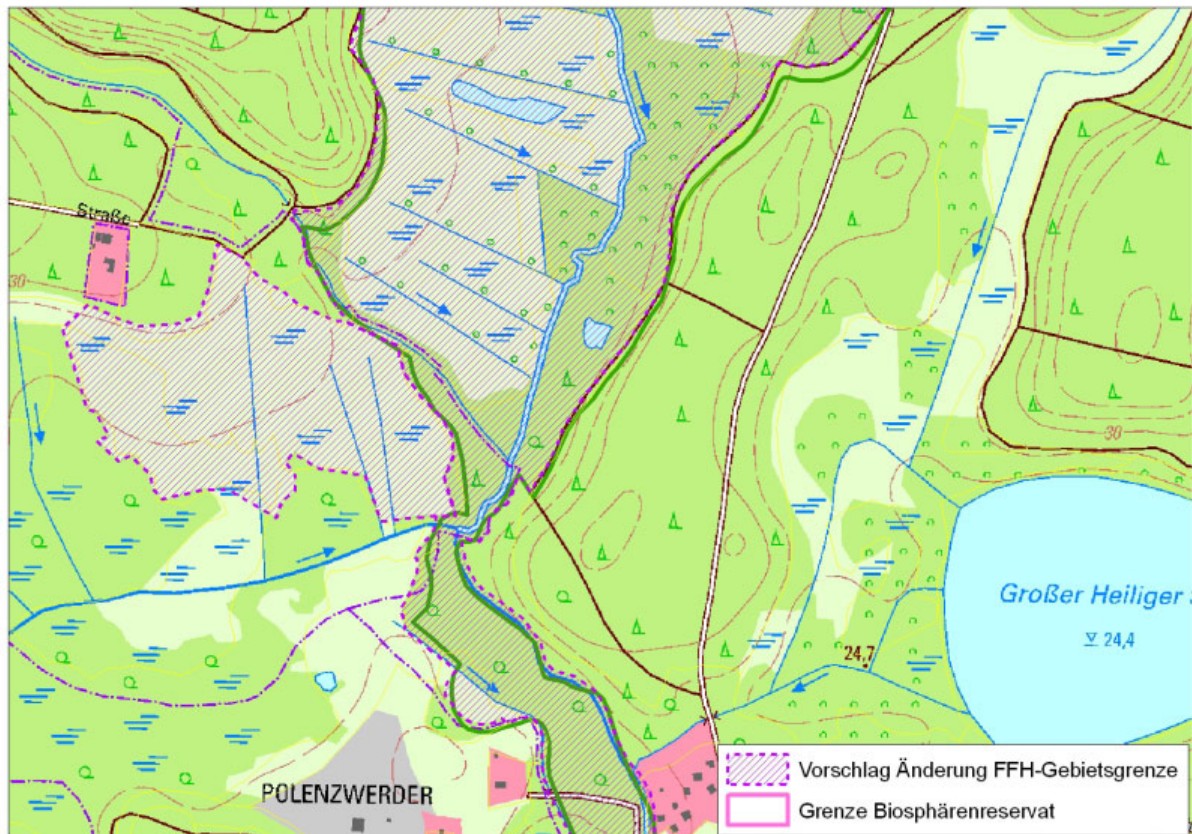 Straße
30
30
Großer Heiliger
24,4
24,7
POLENZWERDER
Vorschlag Änderung FFH-Gebietsgrenze
Grenze Biosphärenreservat